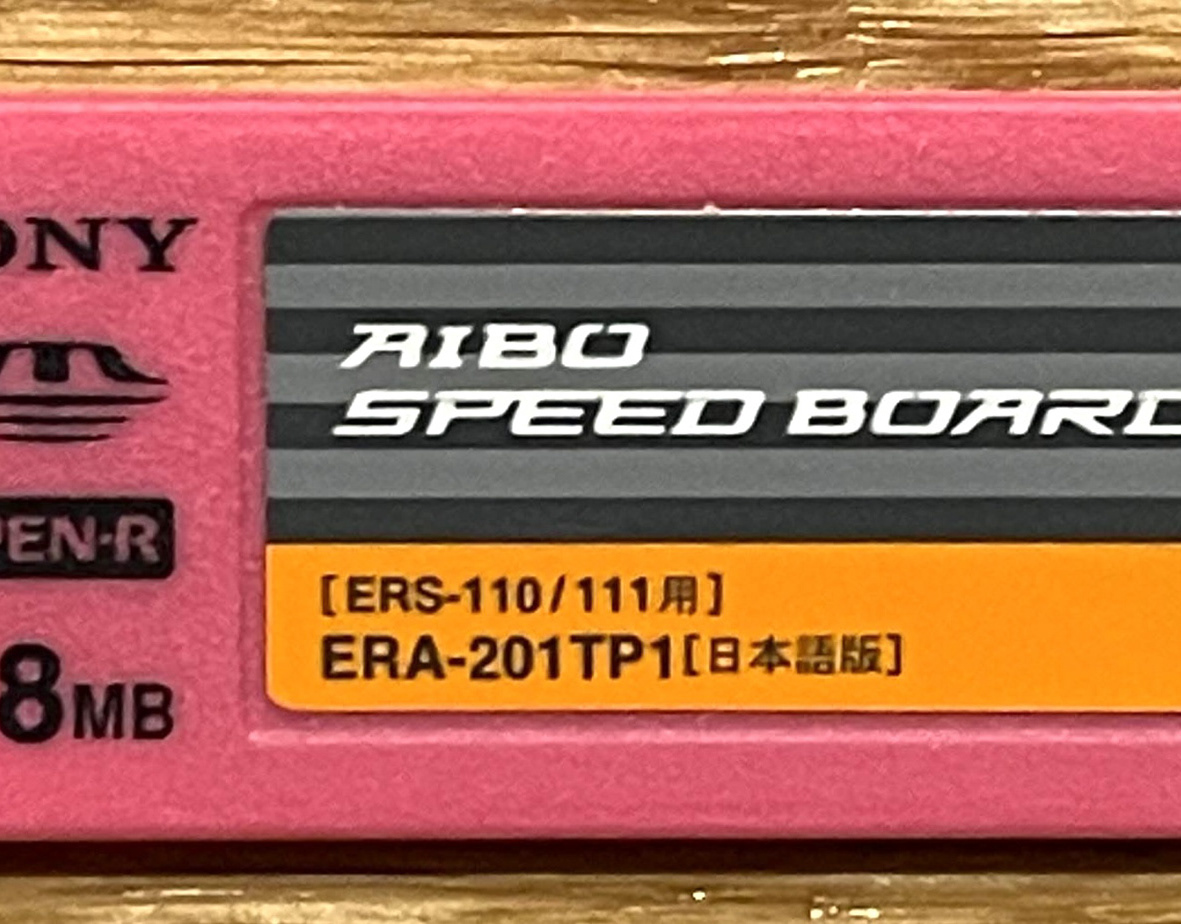 ONY
PEN-R
8MB
AIBO
SPEED BOARD
[ERS-110/111用]
ERA-201TP1[日本語版]